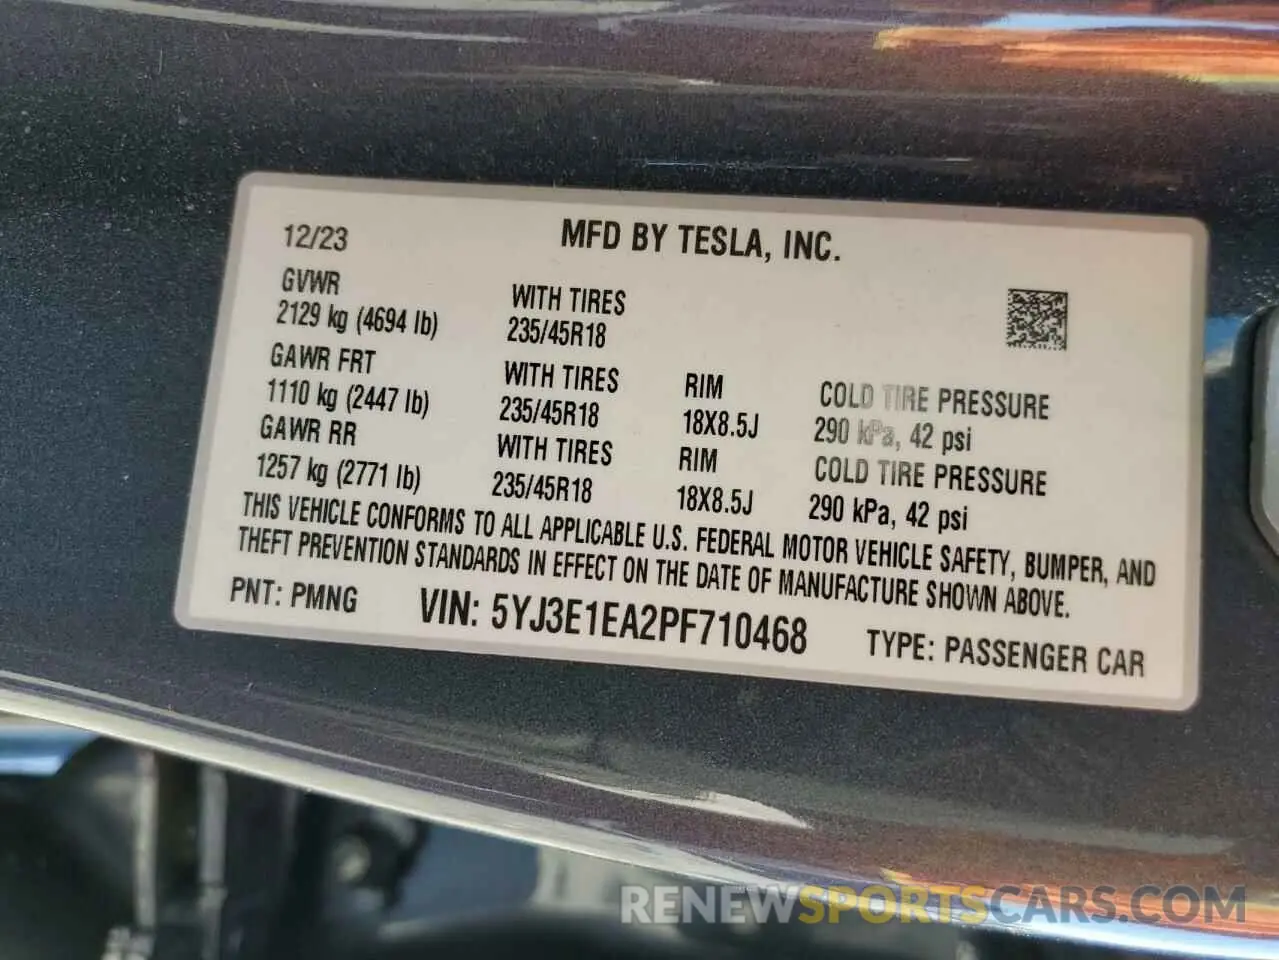 12/23 MFD BY TESLA, INC.
GVWR
2129 kg (4694 lb) WITH TIRES
235/45R18
GAWR FRT
1110 kg (2447 lb) WITH TIRES
235/45R18 RIM
18X8.5J COLD TIRE PRESSURE
290 kPa, 42 psi
GAWR RR
1257 kg (2771 lb) WITH TIRES
235/45R18 RIM
18X8.5J COLD TIRE PRESSURE
290 kPa, 42 psi
THIS VEHICLE CONFORMS TO ALL APPLICABLE U.S. FEDERAL MOTOR VEHICLE SAFETY, BUMPER, AND
THEFT PREVENTION STANDARDS IN EFFECT ON THE DATE OF MANUFACTURE SHOWN ABOVE.
PNT: PMNG VIN: 5YJ3E1EA2PF710468 TYPE: PASSENGER CAR
RENEWSPORTSCARS.COM